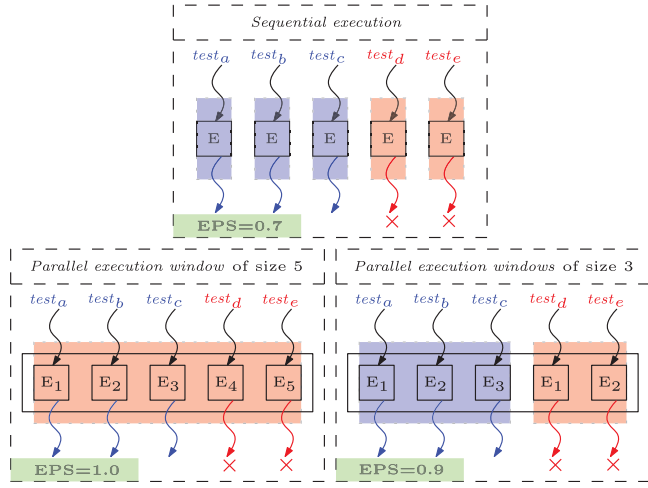 Sequential execution
test_a test_b test_c test_d test_e
E E E E E
× ×
EPS=0.7
Parallel execution window of size 5
test_a test_b test_c test_d test_e
E_1 E_2 E_3 E_4 E_5
× ×
EPS=1.0
Parallel execution windows of size 3
test_a test_b test_c test_d test_e
E_1 E_2 E_3 E_1 E_2
× ×
EPS=0.9